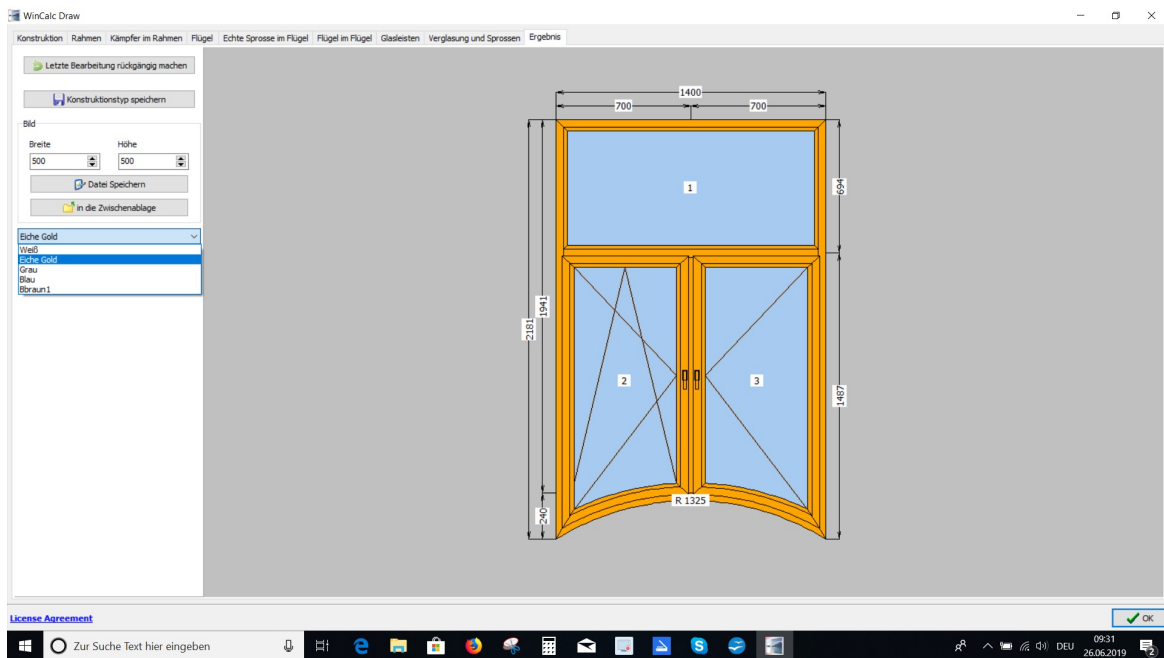 WinCalc Draw
Konstruktion Rahmen Kämpfer im Rahmen Flügel Echte Sprosse im Flügel Flügel im Flügel Glasleisten Verglasung und Sprossen Ergebnis
Letzte Bearbeitung rückgängig machen
Konstruktionstyp speichern
Bild
Breite Höhe
500 500
Datei Speichern
in die Zwischenablage
Eiche Gold
Weiß
Eiche Gold
Grau
Blau
Bbraun1
1400
700 700
694
1
1941
2181
2
3
1487
R 1325
240
License Agreement
OK
Zur Suche Text hier eingeben
DEU
09:31
26.06.2019
2